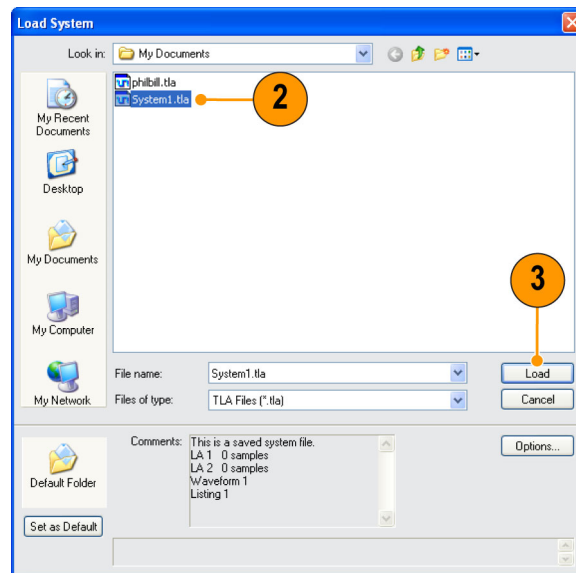 Load System
Look in: My Documents
philbill.tla
System1.tla
2
My Recent
Documents
Desktop
My Documents
My Computer
My Network
3
File name: System1.tla Load
Files of type: TLA Files (*.tla) Cancel
Comments: This is a saved system file.
LA 1 0 samples
LA 2 0 samples
Waveform 1
Listing 1
Options...
Default Folder
Set as Default